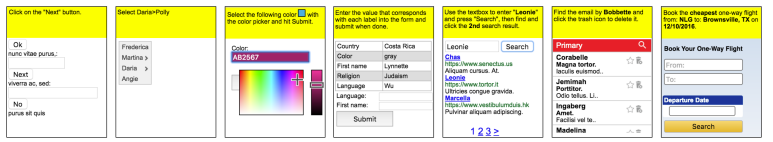 Click on the "Next" button.
Ok
nunc vitae purus,:
Next
viverra ac, sed:
No
purus sit quis
Select Daria>Polly
Frederica
Martina >
Daria >
Angie
Select the following color with
the color picker and hit Submit.
Color:
AB2567
Enter the value that corresponds
with each label into the form and
submit when done.
Country Costa Rica
Color gray
First name Lynnette
Religion Judaism
Language Wu
Language:
First name:
Submit
Use the textbox to enter "Leonie"
and press "Search", then find and
click the 2nd search result.
Leonie Search
Chas
https://www.senectus.us
Aliquam cursus. At.
Leonie
https://www.tortor.it
Ultricies congue gravida.
Marcella
https://www.vestibulumduis.hk
Pulvinar aliquam adipiscing.
1 2 3 >
Find the email by Bobbette and
click the trash icon to delete it.
Primary
Corabelle
Magna tortor.
Iaculis euismod..
Jemimah
Porttitor.
Odio tellus. Li..
Ingaberg
Amet.
Facilisi vel te..
Madelina
Book the cheapest one-way flight
from: NLG to: Brownsville, TX on
12/10/2016.
Book Your One-Way Flight
From:
To:
Departure Date
Search